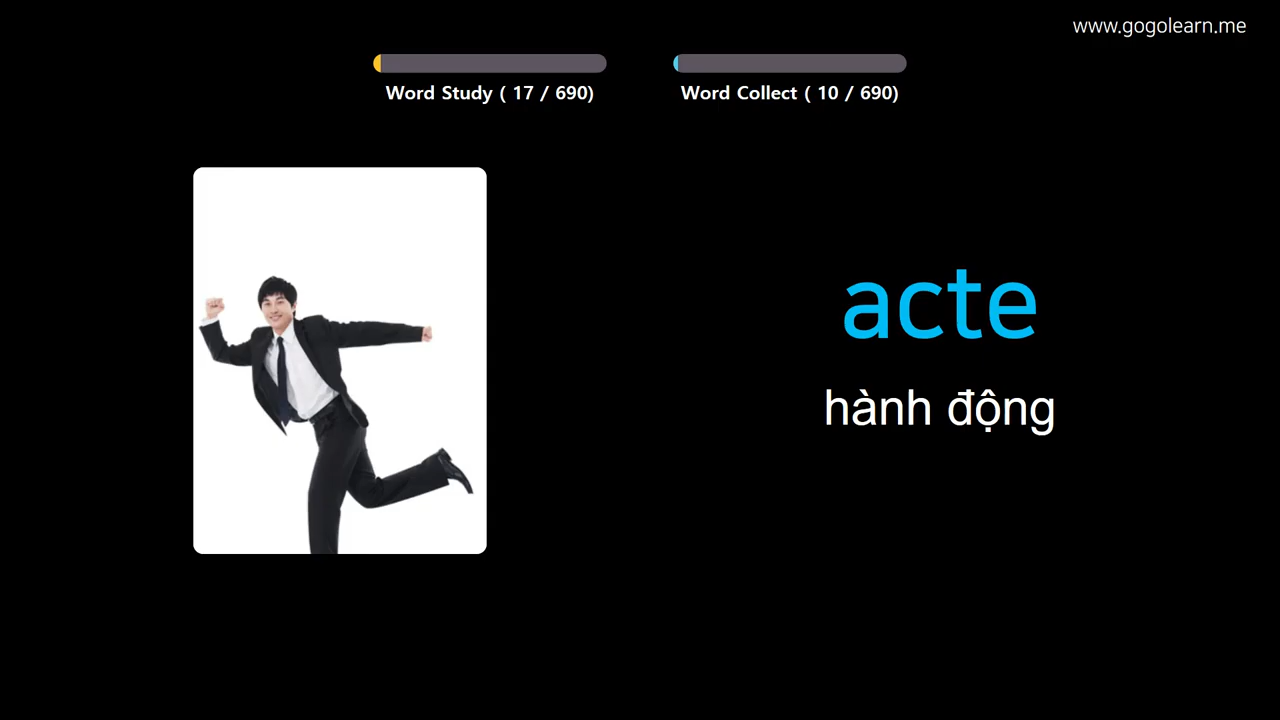 www.gogolearn.me
Word Study ( 17 / 690)
Word Collect ( 10 / 690)
acte
hành động